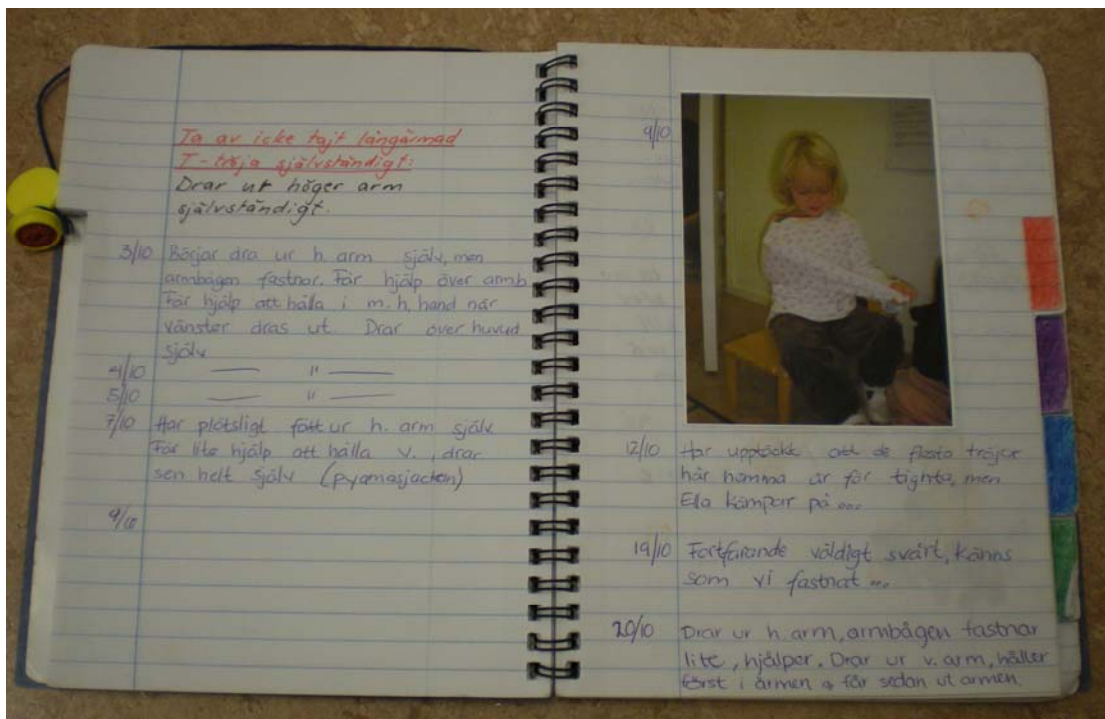 Ta av icke tajt långärmad
T-tröja självständigt:
Drar ut höger arm
självständigt.
3/10 Börjar dra ur h. arm själv, men
armbågen fastnar. Får hjälp över armb.
Får hjälp att hålla i m. h. hand när
vänster dras ut. Drar över huvud
själv
4/10 — " —
5/10 — " —
7/10 Har plötsligt fått ur h. arm själv
Får lite hjälp att hålla v. , drar
sen helt själv (pyamasjackan)
9/10
9/10
12/10 Har upptäckt att de flesta tröjor
här hemma är för tighta, men
Ella kämpar på ...
19/10 Fortfarande väldigt svårt, känns
som vi fastnat ...
20/10 Drar ur h. arm, armbågen fastnar
lite, hjälper. Drar ur v. arm, håller
först i ärmen & får sedan ut armen.